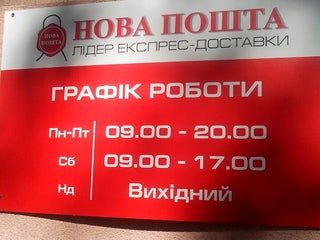 НОВА ПОШТА
НОВА
ПОШТА
ЛІДЕР ЕКСПРЕС-ДОСТАВКИ
ГРАФІК РОБОТИ
Пн-Пт 09.00 - 20.00
Сб 09.00 - 17.00
Нд Вихідний